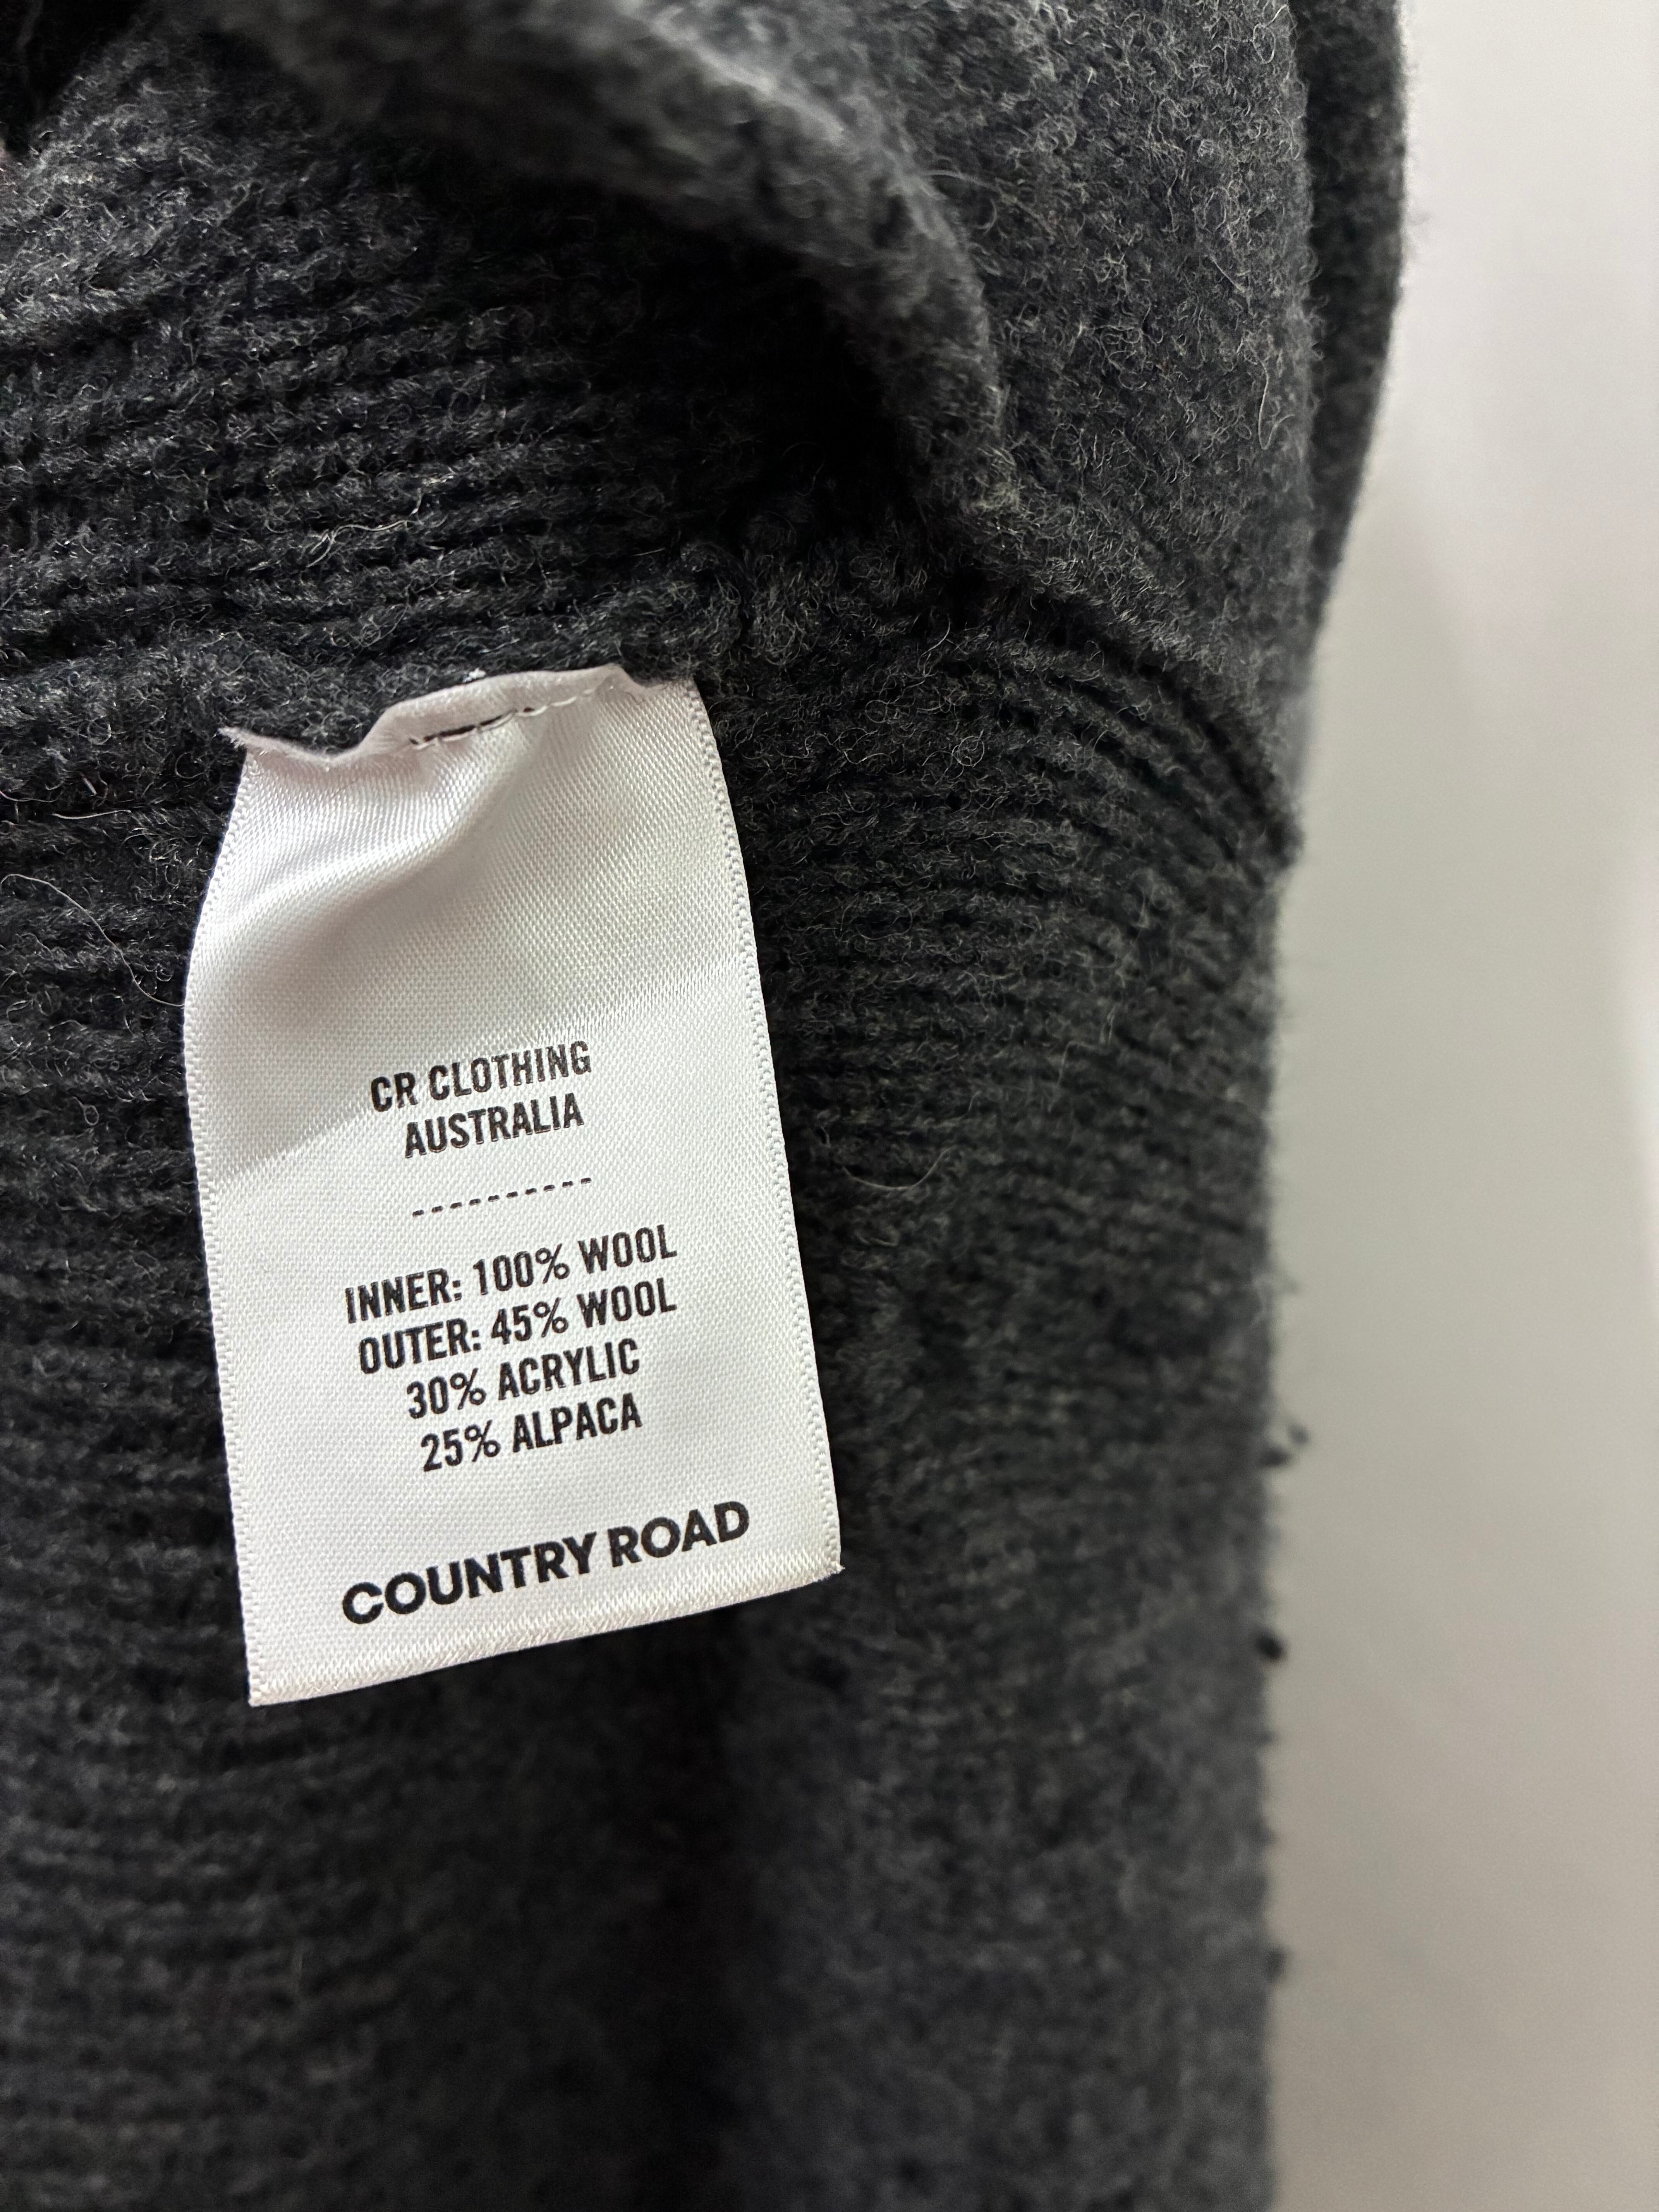 CR CLOTHING
AUSTRALIA
----------
INNER: 100% WOOL
OUTER: 45% WOOL
30% ACRYLIC
25% ALPACA
COUNTRY ROAD